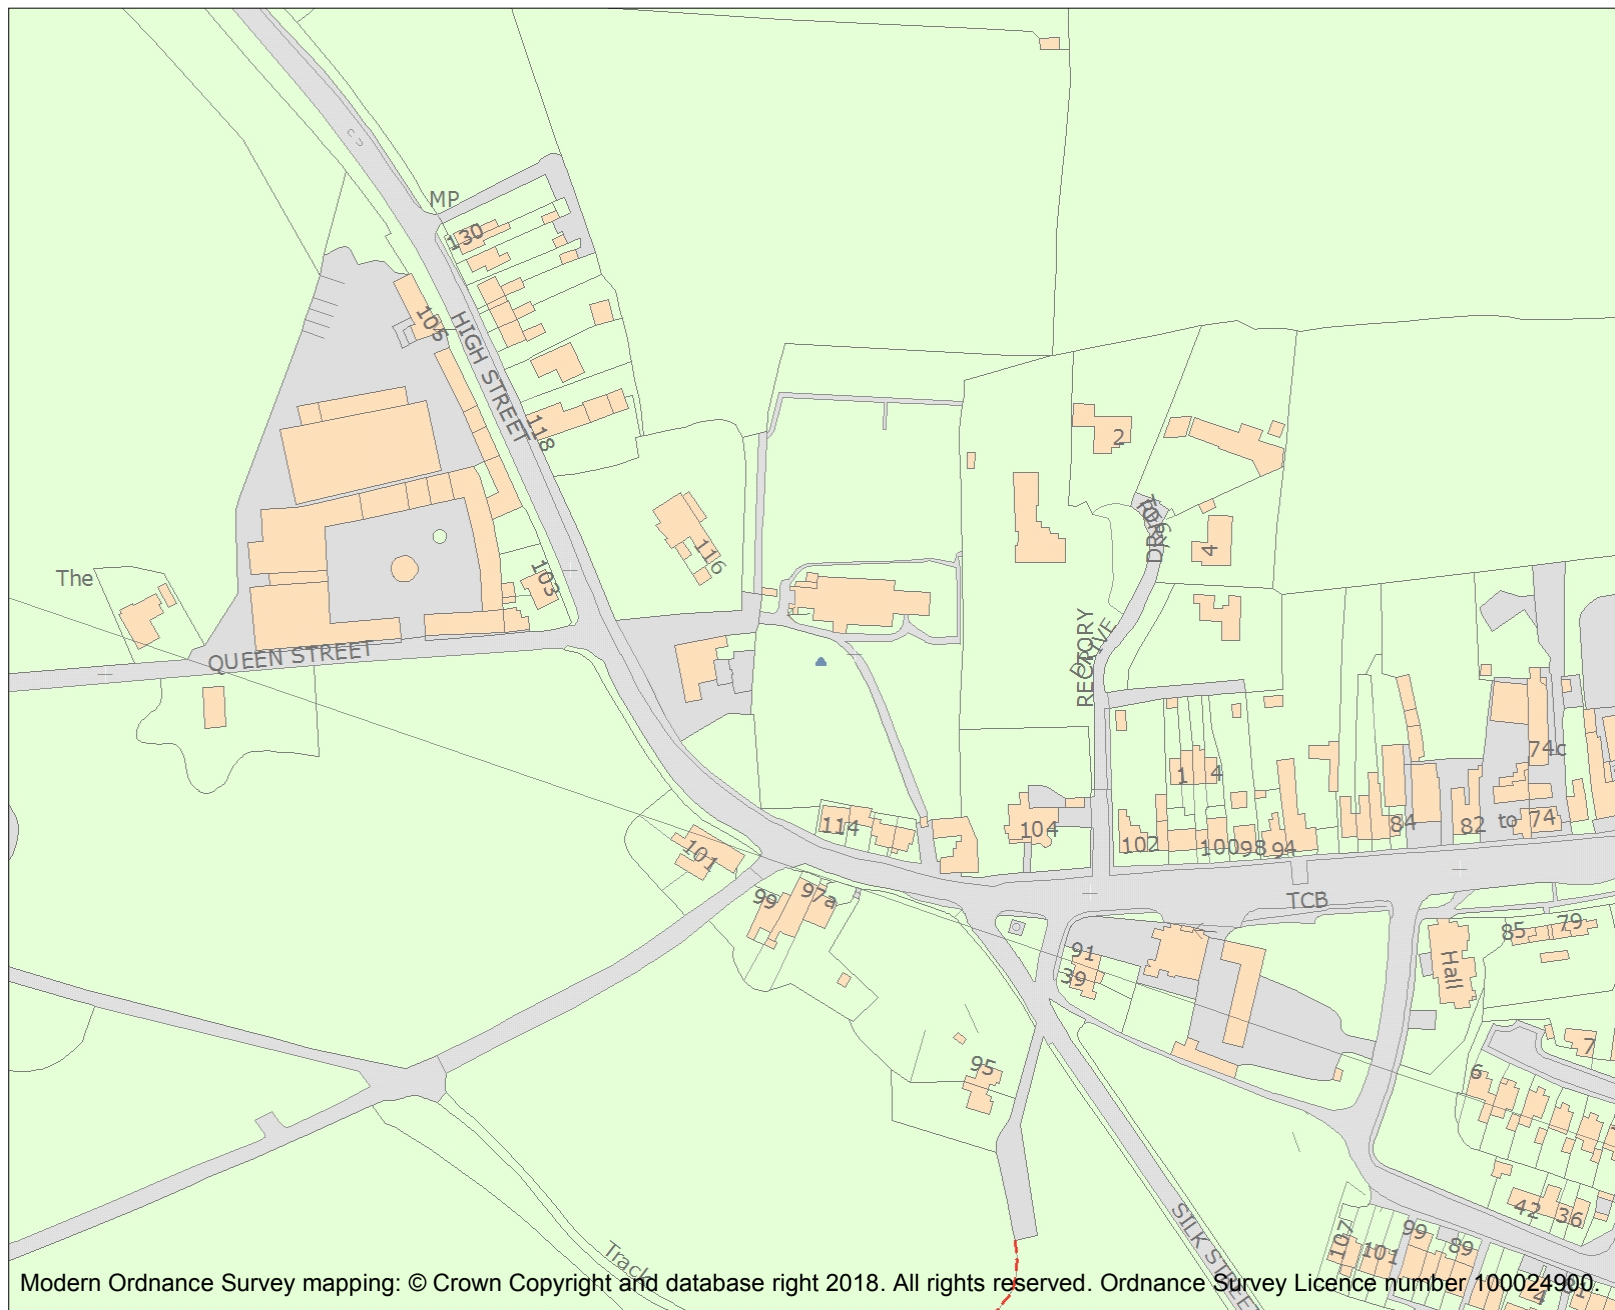 MP
130
105
HIGH STREET
118
2
116
4
103
The
QUEEN STREET
RECTORY
DRIVE
74c
1
4
114
104
102
100
98
94
84
82 to 74
101
99
97a
TCB
91
39
85
79
Hall
95
6
7
42
36
107
101
99
89
SILK STREET
Track
4
Modern Ordnance Survey mapping: © Crown Copyright and database right 2018. All rights reserved. Ordnance Survey Licence number 100024900.